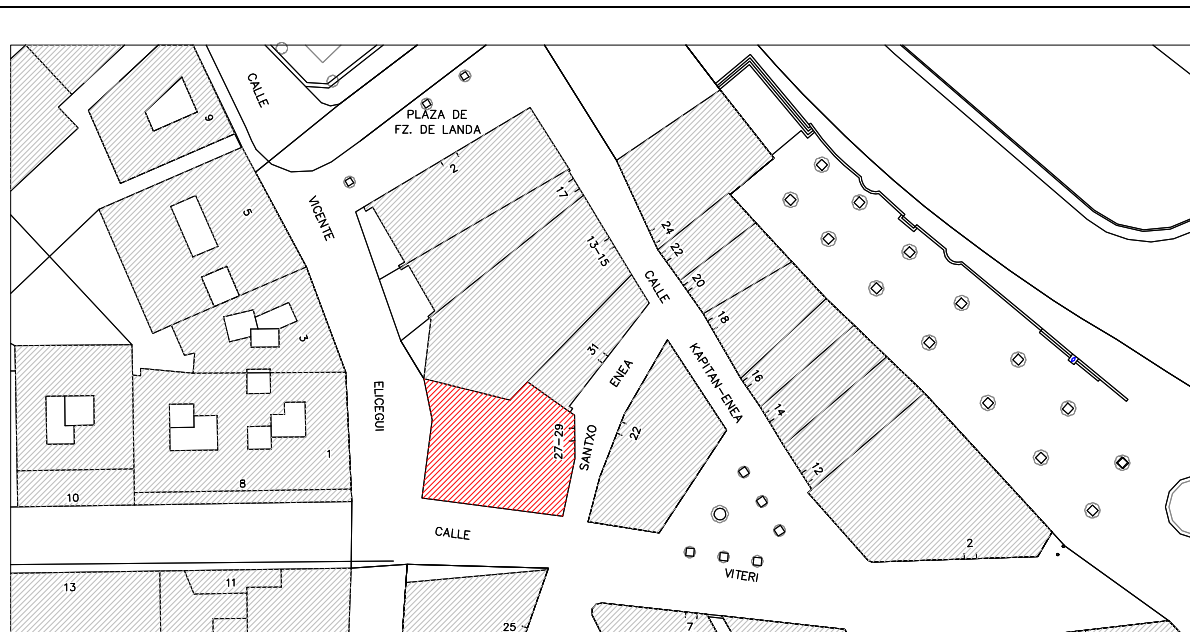 CALLE
9
PLAZA DE
FZ. DE LANDA
2
17
5
VICENTE
13-15
24
22
20
CALLE
18
3
31
ENEA
KAPITAN-ENEA
16
14
12
ELICEGUI
27-29
SANTXO
22
1
8
10
CALLE
VITERI
2
13
11
25
7